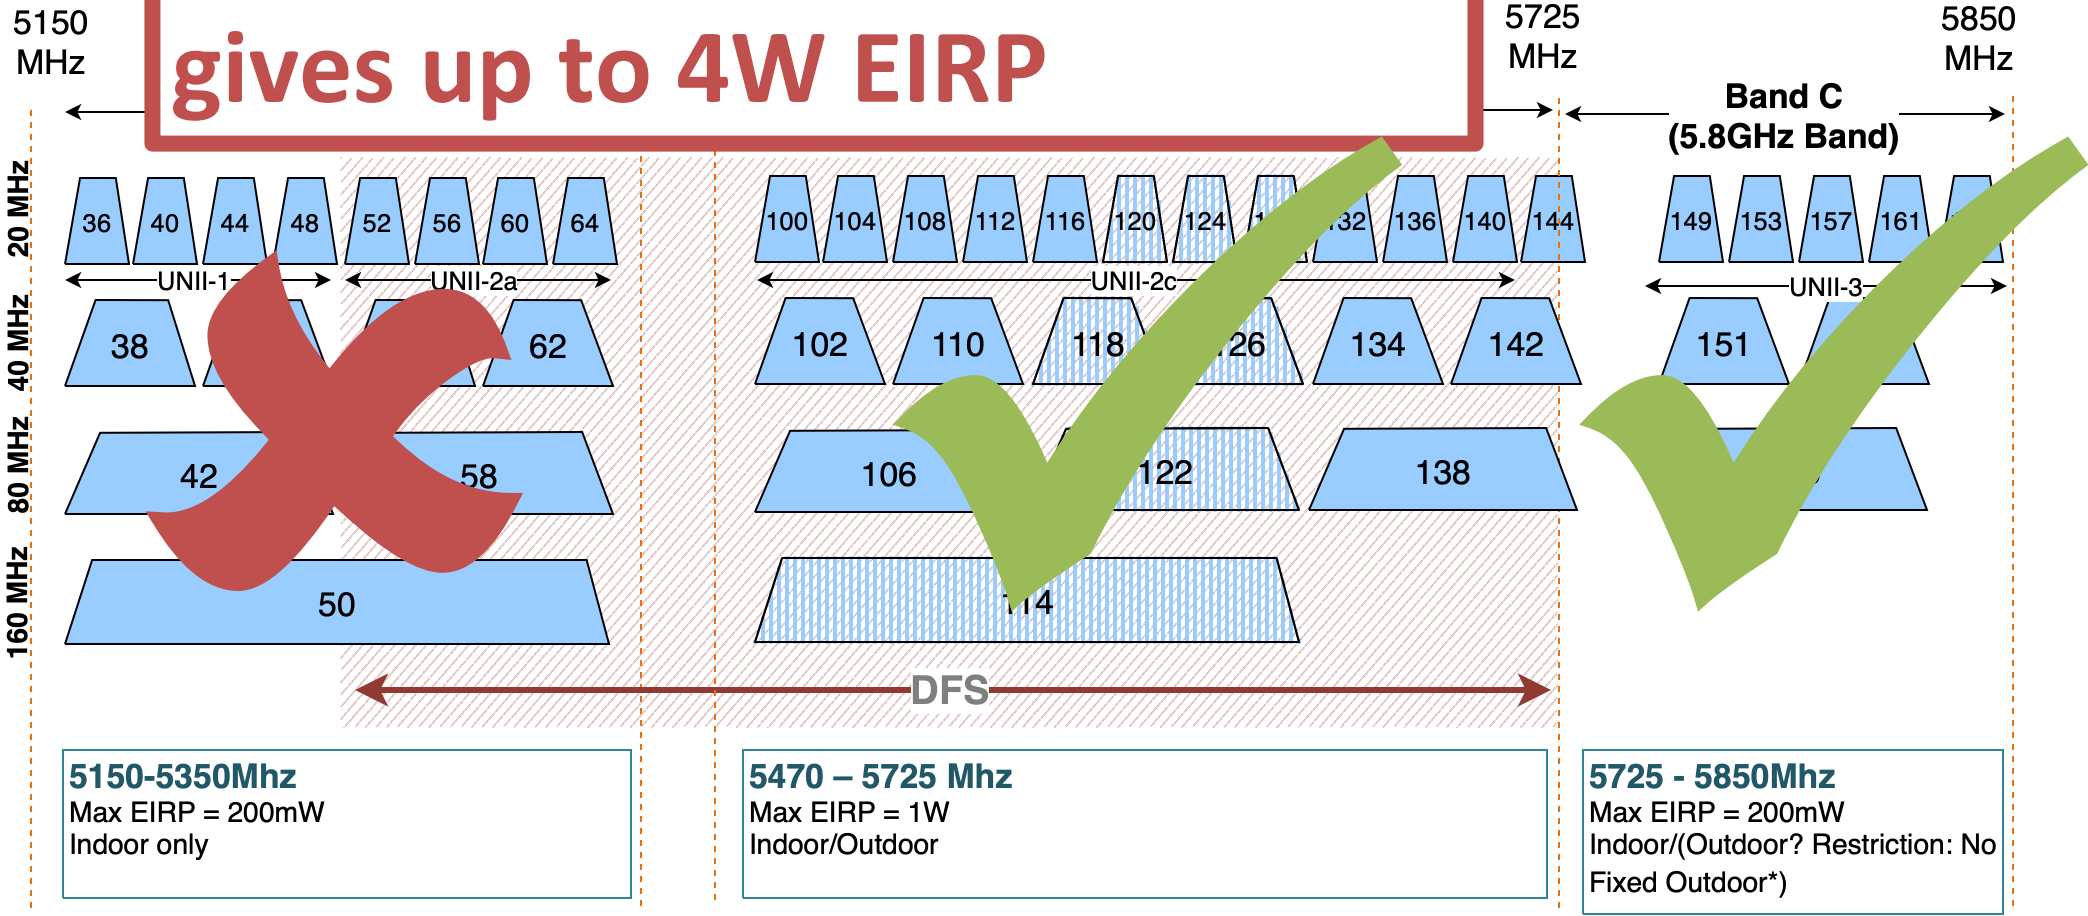 5150
MHz
gives up to 4W EIRP
5725
MHz
5850
MHz
Band C
(5.8GHz Band)
20 MHz
36 40 44 48 52 56 60 64 100 104 108 112 116 120 124 136 140 144 149 153 157 161
UNII-1 UNII-2a UNII-2c UNII-3
40 MHz
38 62 102 110 118 134 142 151
80 MHz
42 58 106 122 138
160 MHz
50 114
DFS
5150-5350Mhz
Max EIRP = 200mW
Indoor only
5470 – 5725 Mhz
Max EIRP = 1W
Indoor/Outdoor
5725 - 5850Mhz
Max EIRP = 200mW
Indoor/(Outdoor? Restriction: No
Fixed Outdoor*)